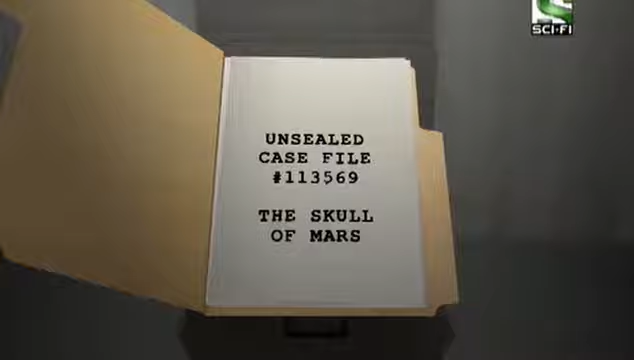 SCI-FI
UNSEALED
CASE FILE
#113569
THE SKULL
OF MARS